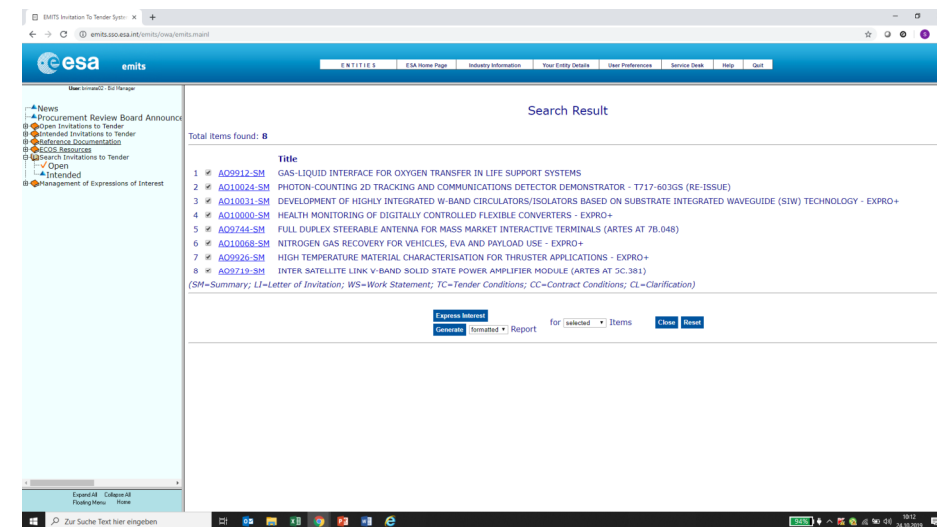 EMITS Invitation To Tender Syste
emits.sso.esa.int/emits/owa/emits.mainl
esa emits
ENTITIES ESA Home Page Industry Information Your Entity Details User Preferences Service Desk Help Quit
- Bid Manager
News
Procurement Review Board Announce
Open Invitations to Tender
Intended Invitations to Tender
Reference Documentation
ECOS Resources
Search Invitations to Tender
Open
Intended
Management of Expressions of Interest
Search Result
Total items found: 8
Title
1 AO9912-SM GAS-LIQUID INTERFACE FOR OXYGEN TRANSFER IN LIFE SUPPORT SYSTEMS
2 AO10024-SM PHOTON-COUNTING 2D TRACKING AND COMMUNICATIONS DETECTOR DEMONSTRATOR - T717-603GS (RE-ISSUE)
3 AO10031-SM DEVELOPMENT OF HIGHLY INTEGRATED W-BAND CIRCULATORS/ISOLATORS BASED ON SUBSTRATE INTEGRATED WAVEGUIDE (SIW) TECHNOLOGY - EXPRO+
4 AO10000-SM HEALTH MONITORING OF DIGITALLY CONTROLLED FLEXIBLE CONVERTERS - EXPRO+
5 AO9744-SM FULL DUPLEX STEERABLE ANTENNA FOR MASS MARKET INTERACTIVE TERMINALS (ARTES AT 7B.048)
6 AO10068-SM NITROGEN GAS RECOVERY FOR VEHICLES, EVA AND PAYLOAD USE - EXPRO+
7 AO9926-SM HIGH TEMPERATURE MATERIAL CHARACTERISATION FOR THRUSTER APPLICATIONS - EXPRO+
8 AO9719-SM INTER SATELLITE LINK V-BAND SOLID STATE POWER AMPLIFIER MODULE (ARTES AT 5C.381)
(SM=Summary; LI=Letter of Invitation; WS=Work Statement; TC=Tender Conditions; CC=Contract Conditions; CL=Clarification)
Express Interest
Generate formatted Report for selected Items Close Reset
Expand All Collapse All
Floating Menu Home
Zur Suche Text hier eingeben
94%
10:12
24.10.2019